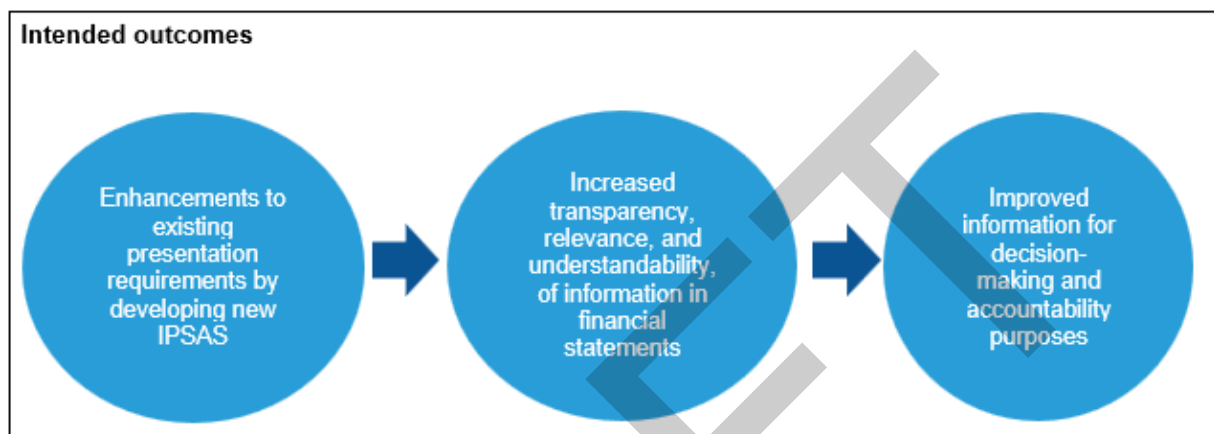 Intended outcomes
Enhancements to
existing
presentation
requirements by
developing new
IPSAS
Increased
transparency,
relevance, and
understandability,
of information in
financial
statements
Improved
information for
decision-
making and
accountability
purposes